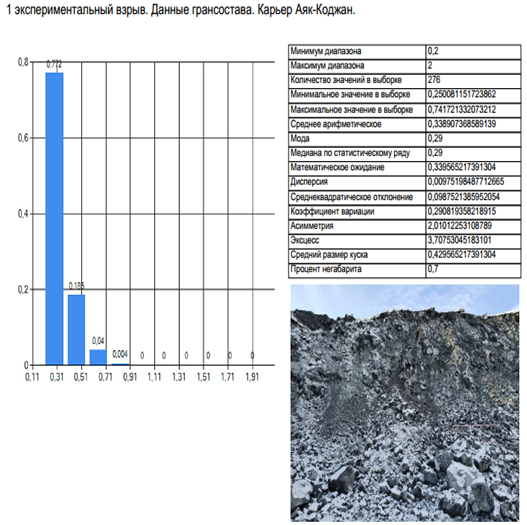 1 экспериментальный взрыв. Данные грансостава. Карьер Аяк-Коджан.
0,8
0,6
0,4
0,2
0
0,772
0,185
0,04
0,004
0 0 0 0 0 0
0,11 0,31 0,51 0,71 0,91 1,11 1,31 1,51 1,71 1,91
Минимум диапазона 0,2
Максимум диапазона 2
Количество значений в выборке 276
Минимальное значение в выборке 0,250081151723862
Максимальное значение в выборке 0,741721332073212
Среднее арифметическое 0,338907368589139
Мода 0,29
Медиана по статистическому ряду 0,29
Математическое ожидание 0,339565217391304
Дисперсия 0,00975198487712665
Среднеквадратическое отклонение 0,0987521385952054
Коэффициент вариации 0,290819358218915
Асимметрия 2,01012253108789
Эксцесс 3,70753045183101
Средний размер куска 0,429565217391304
Процент негабарита 0,7